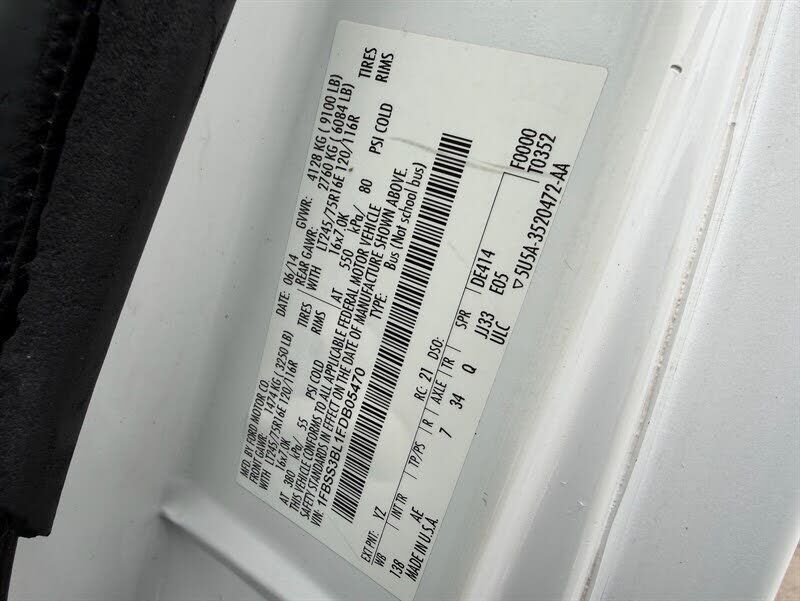 MFD. BY FORD MOTOR CO.
DATE: 06/14 GVWR: 4128 KG ( 9100 LB)
FRONT GAWR: 1474 KG ( 3250 LB) REAR GAWR: 2760 KG ( 6084 LB)
WITH LT245/75R16E 120/116R TIRES WITH LT245/75R16E 120/116R TIRES
16x7.0K RIMS 16x7.0K RIMS
AT 380 kPa/ 55 PSI COLD AT 550 kPa/ 80 PSI COLD
THIS VEHICLE CONFORMS TO ALL APPLICABLE FEDERAL MOTOR VEHICLE
SAFETY STANDARDS IN EFFECT ON THE DATE OF MANUFACTURE SHOWN ABOVE.
VIN: 1FBSS3BL1FDB05470 TYPE: Bus (Not school bus)
F0000
T0352
EXT. PNT: YZ RC: 21 DSO: DE414
WB INT TR TP/PS R AXLE TR SPR E05
138 AE 7 34 Q JJ33
MADE IN U.S.A. ULC ▽5U5A-3520472-AA